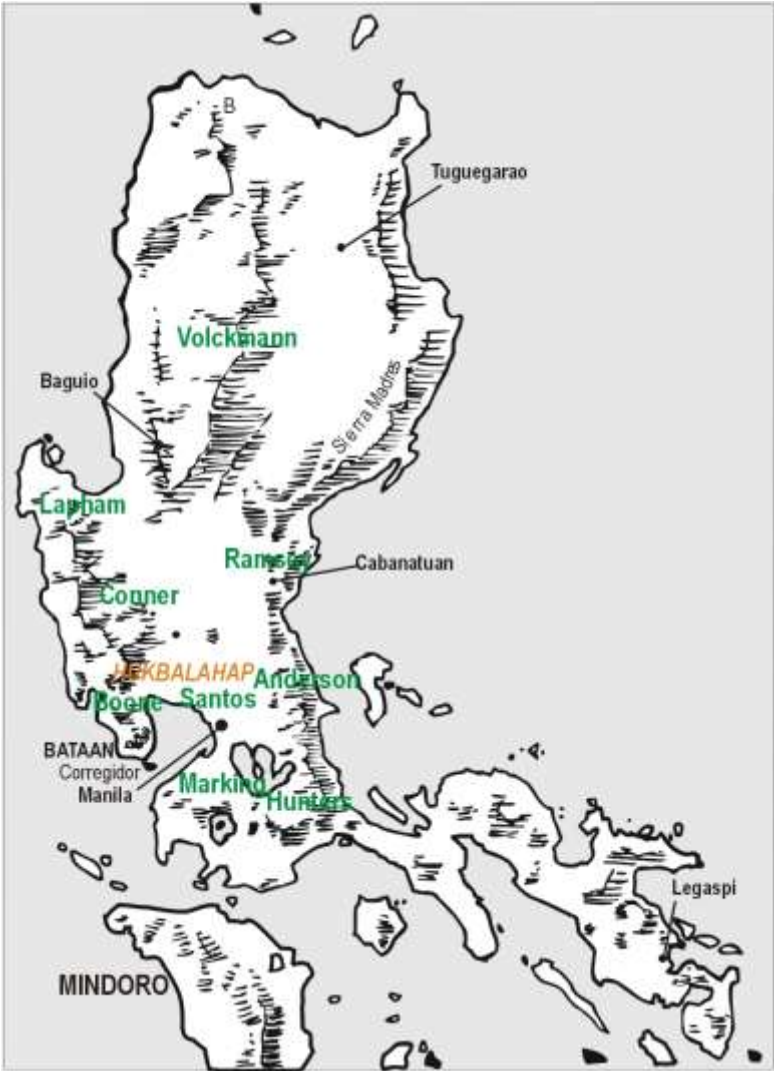 B
Tuguegarao
Volckmann
Baguio
Sierra Madres
Lapham
Ramsey
Cabanatuan
Conner
HUKBALAHAP
Anderson
Boone
Santos
BATAAN
Corregidor
Manila
Marking
Hunters
Legaspi
MINDORO